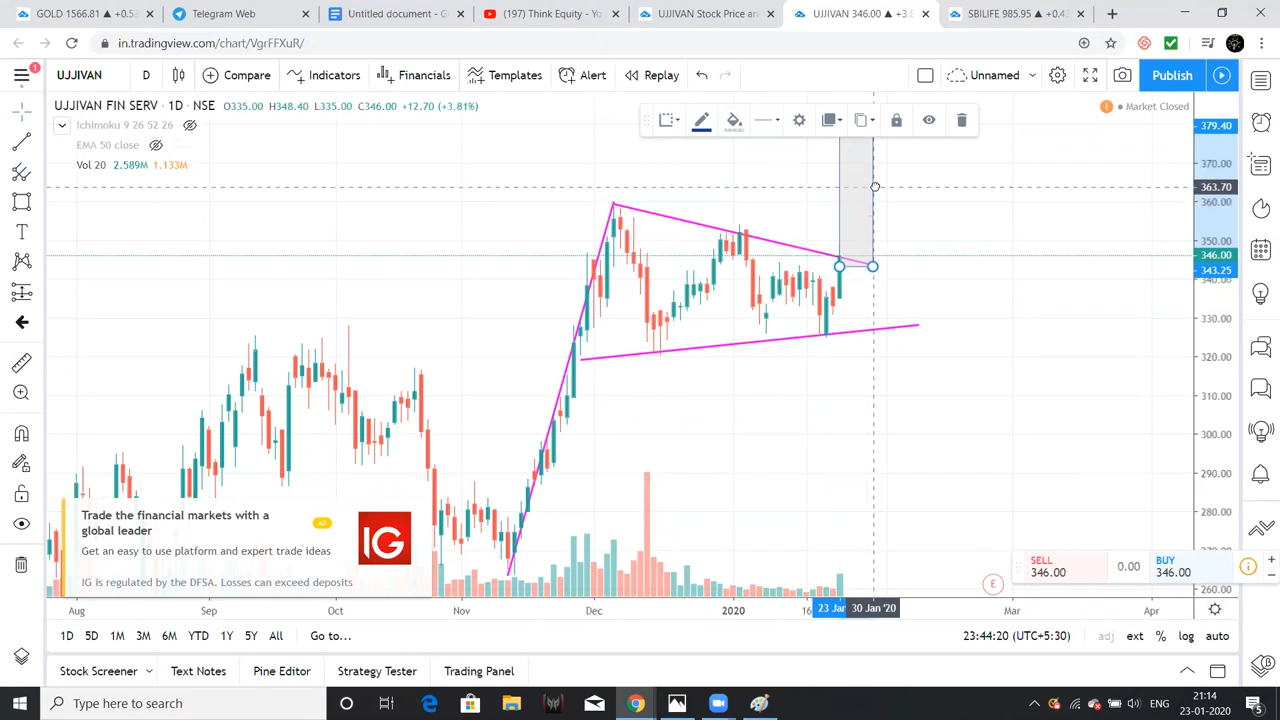 GOLD 1566.81 ▲ +0.5
Telegram Web
Untitled document - G
(197) Think Equity - Yo
UJJIVAN Stock Price an
UJJIVAN 346.00 ▲ +3.8
SBILIFE 985.95 ▲ +0.43
in.tradingview.com/chart/VgrFFXuR/
UJJIVAN D Compare Indicators Financials Templates Alert Replay Unnamed Publish
UJJIVAN FIN SERV · 1D · NSE O335.00 H348.40 L335.00 C346.00 +12.70 (+3.81%)
Market Closed
Ichimoku 9 26 52 26
EMA 50 close
Vol 20 2.589M 1.133M
379.40
370.00
363.70
360.00
350.00
346.00
343.25
340.00
330.00
320.00
310.00
300.00
290.00
280.00
260.00
Trade the financial markets with a
global leader
AD
Get an easy to use platform and expert trade ideas
IG is regulated by the DFSA. Losses can exceed deposits
IG
SELL
346.00
0.00
BUY
346.00
E
Aug Sep Oct Nov Dec 2020 16 23 Jan 30 Jan '20 Mar Apr
1D 5D 1M 3M 6M YTD 1Y 5Y All Go to... 23:44:20 (UTC+5:30) adj ext % log auto
Stock Screener Text Notes Pine Editor Strategy Tester Trading Panel
Type here to search
ENG
21:14
23-01-2020